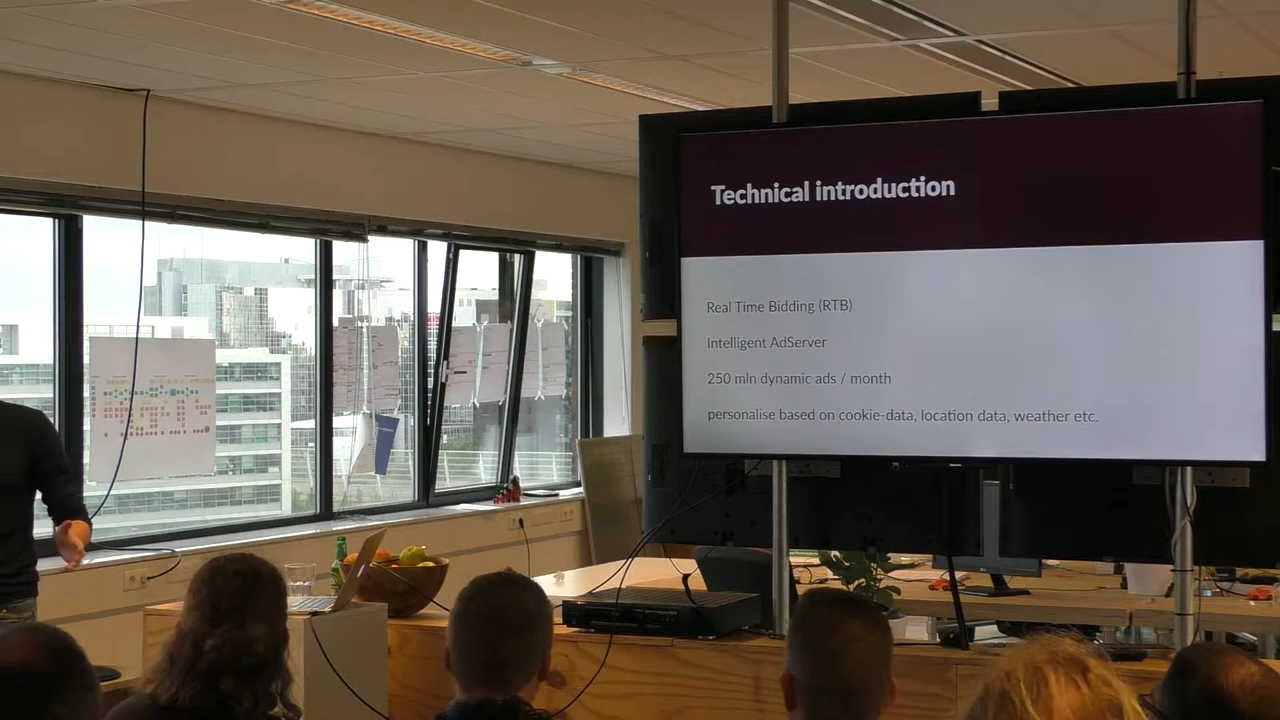 Technical introduction
Real Time Bidding (RTB)
Intelligent AdServer
250 mln dynamic ads / month
personalise based on cookie-data, location data, weather etc.